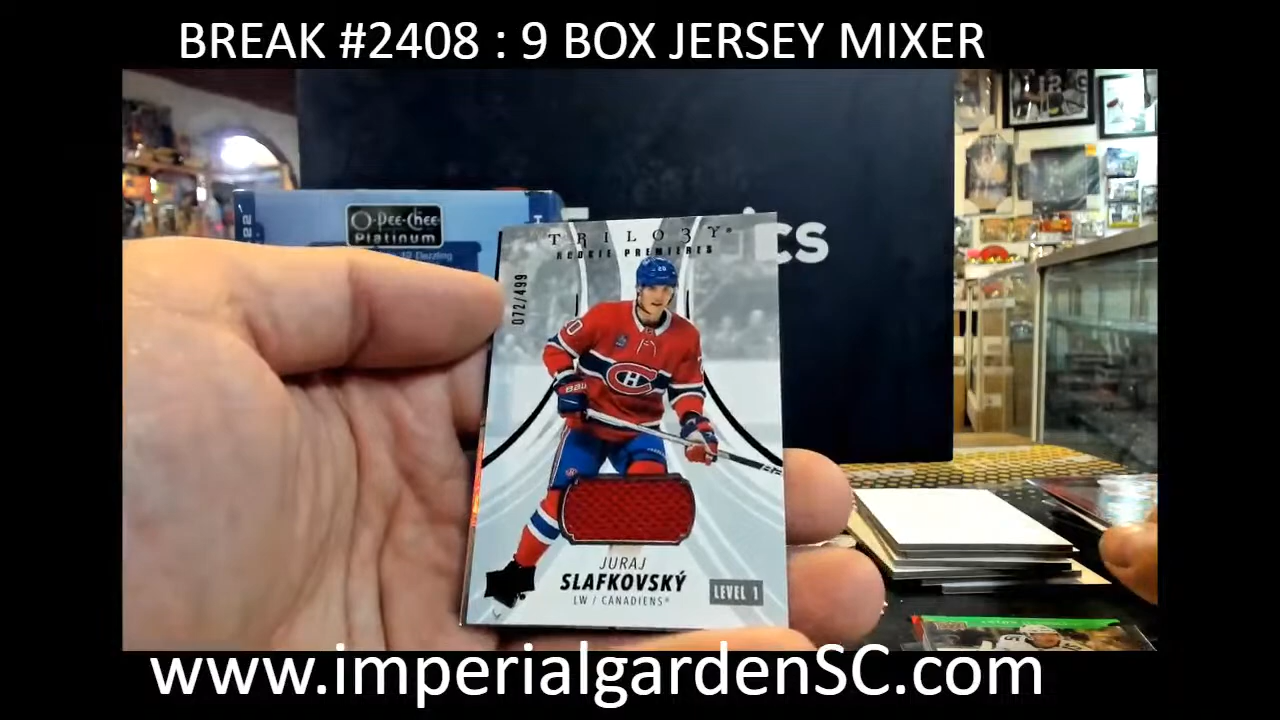 BREAK #2408 : 9 BOX JERSEY MIXER
O-Pee-Chee
Platinum
TRILOGY
ROOKIE PREMIERES
072/499
20
JURAJ
SLAFKOVSKÝ
LW / CANADIENS
LEVEL 1
www.imperialgardenSC.com